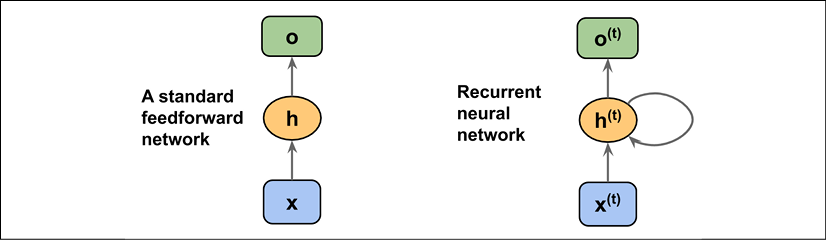 o
A standard
feedforward
network
h
x
o(t)
Recurrent
neural
network
h(t)
x(t)